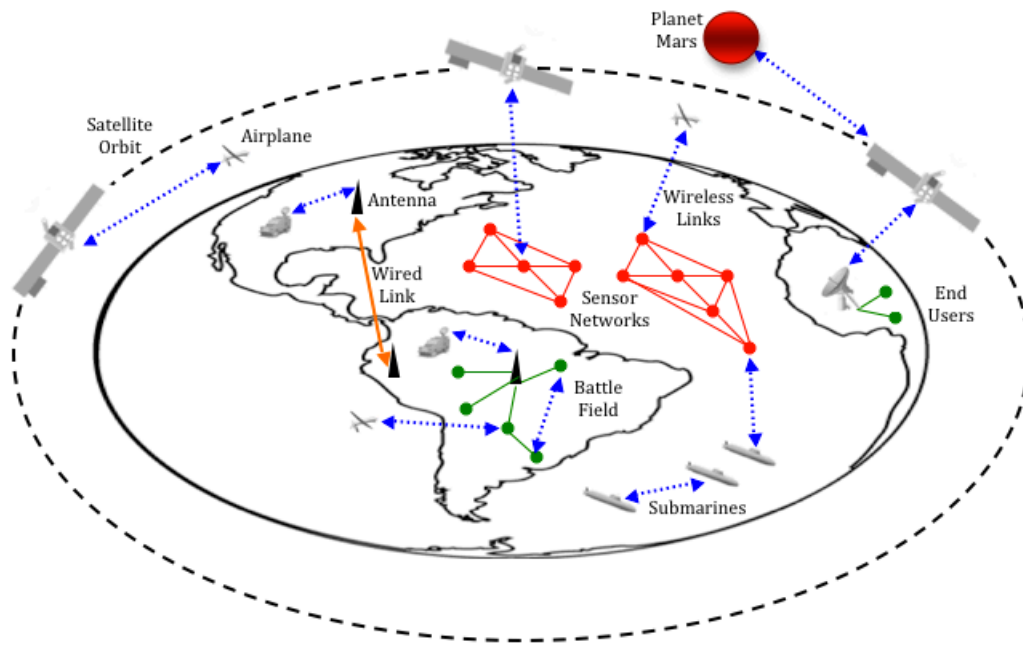 Planet
Mars
Satellite
Orbit
Airplane
Antenna
Wireless
Links
Wired
Link
Sensor
Networks
End
Users
Battle
Field
Submarines